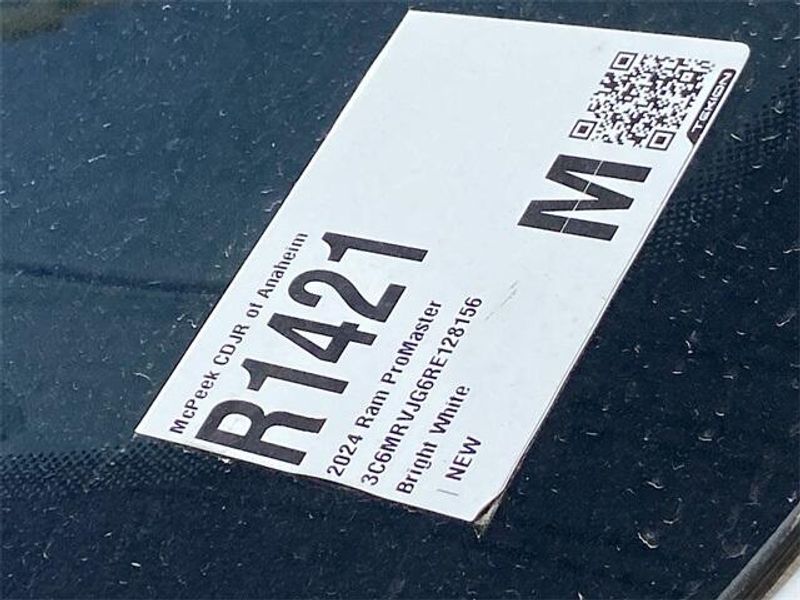 McPeek CDJR of Anaheim
R1421
2024 Ram ProMaster
3C6MRVJG6RE128156
Bright White
| NEW
M
TEKION